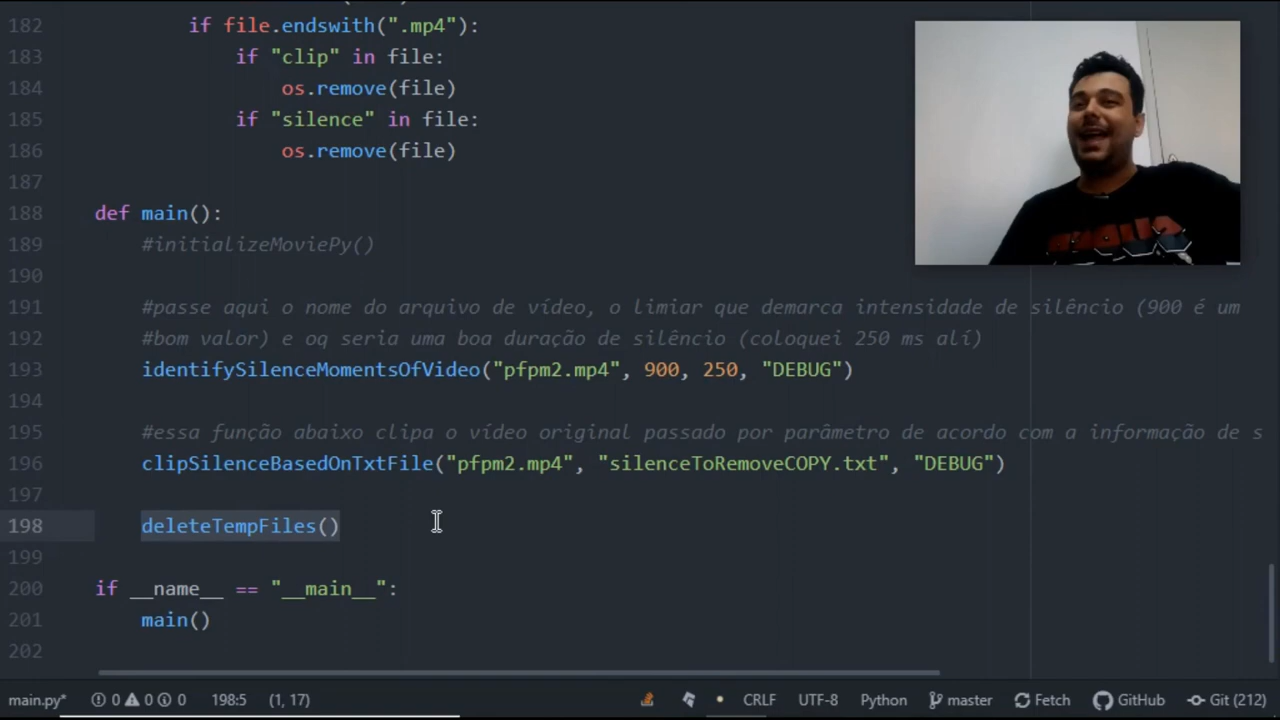 182 if file.endswith(".mp4"):
183 if "clip" in file:
184 os.remove(file)
185 if "silence" in file:
186 os.remove(file)
187
188 def main():
189 #initializeMoviePy()
190
191 #passe aqui o nome do arquivo de vídeo, o limiar que demarca intensidade de silêncio (900 é um
192 #bom valor) e oq seria uma boa duração de silêncio (coloquei 250 ms alí)
193 identifySilenceMomentsOfVideo("pfpm2.mp4", 900, 250, "DEBUG")
194
195 #essa função abaixo clipa o vídeo original passado por parâmetro de acordo com a informação de s
196 clipSilenceBasedOnTxtFile("pfpm2.mp4", "silenceToRemoveCOPY.txt", "DEBUG")
197
198 deleteTempFiles()
199
200 if __name__ == "__main__":
201 main()
202
main.py* 0 0 0 198:5 (1, 17) CRLF UTF-8 Python master Fetch GitHub Git (212)